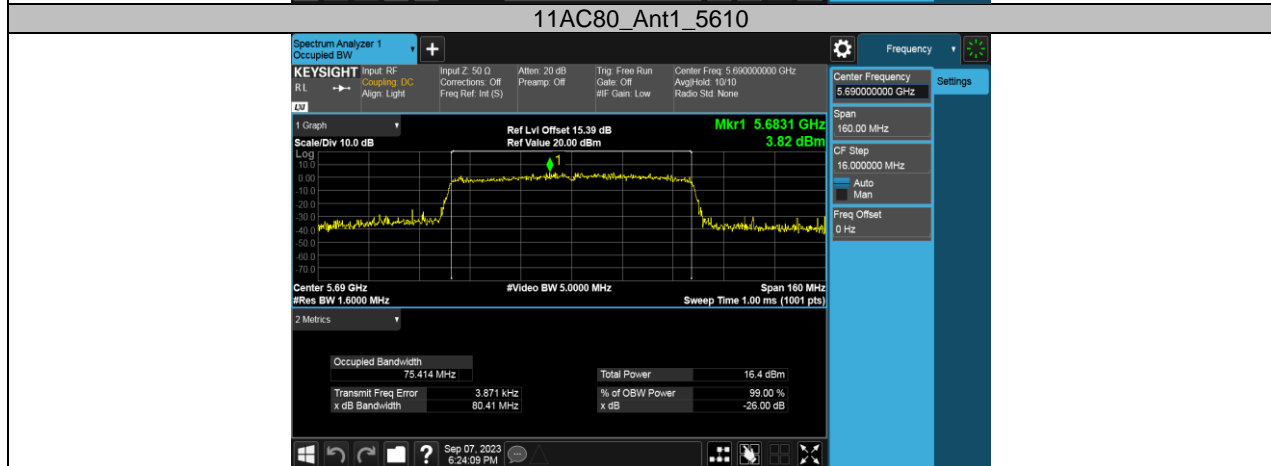 11AC80_Ant1_5610
Spectrum Analyzer 1
Occupied BW
Frequency
KEYSIGHT
Input: RF
Coupling: DC
Align: Light
Input Z: 50 Ω
Corrections: Off
Freq Ref: Int (S)
Atten: 20 dB
Preamp: Off
Trig: Free Run
Gate: Off
#IF Gain: Low
Center Freq: 5.690000000 GHz
Avg|Hold: 10/10
Radio Std: None
RL
LXI
Center Frequency
5.690000000 GHz
Settings
Span
160.00 MHz
CF Step
16.000000 MHz
Auto
Man
Freq Offset
0 Hz
1 Graph
Scale/Div 10.0 dB
Ref Lvl Offset 15.39 dB
Ref Value 20.00 dBm
Mkr1 5.6831 GHz
3.82 dBm
Log
10.0
0.00
-10.0
-20.0
-30.0
-40.0
-50.0
-60.0
-70.0
1
Center 5.69 GHz
#Res BW 1.6000 MHz
#Video BW 5.0000 MHz
Span 160 MHz
Sweep Time 1.00 ms (1001 pts)
2 Metrics
Occupied Bandwidth
75.414 MHz
Total Power 16.4 dBm
Transmit Freq Error 3.871 kHz
% of OBW Power 99.00 %
x dB Bandwidth 80.41 MHz
x dB -26.00 dB
?
Sep 07, 2023
6:24:09 PM